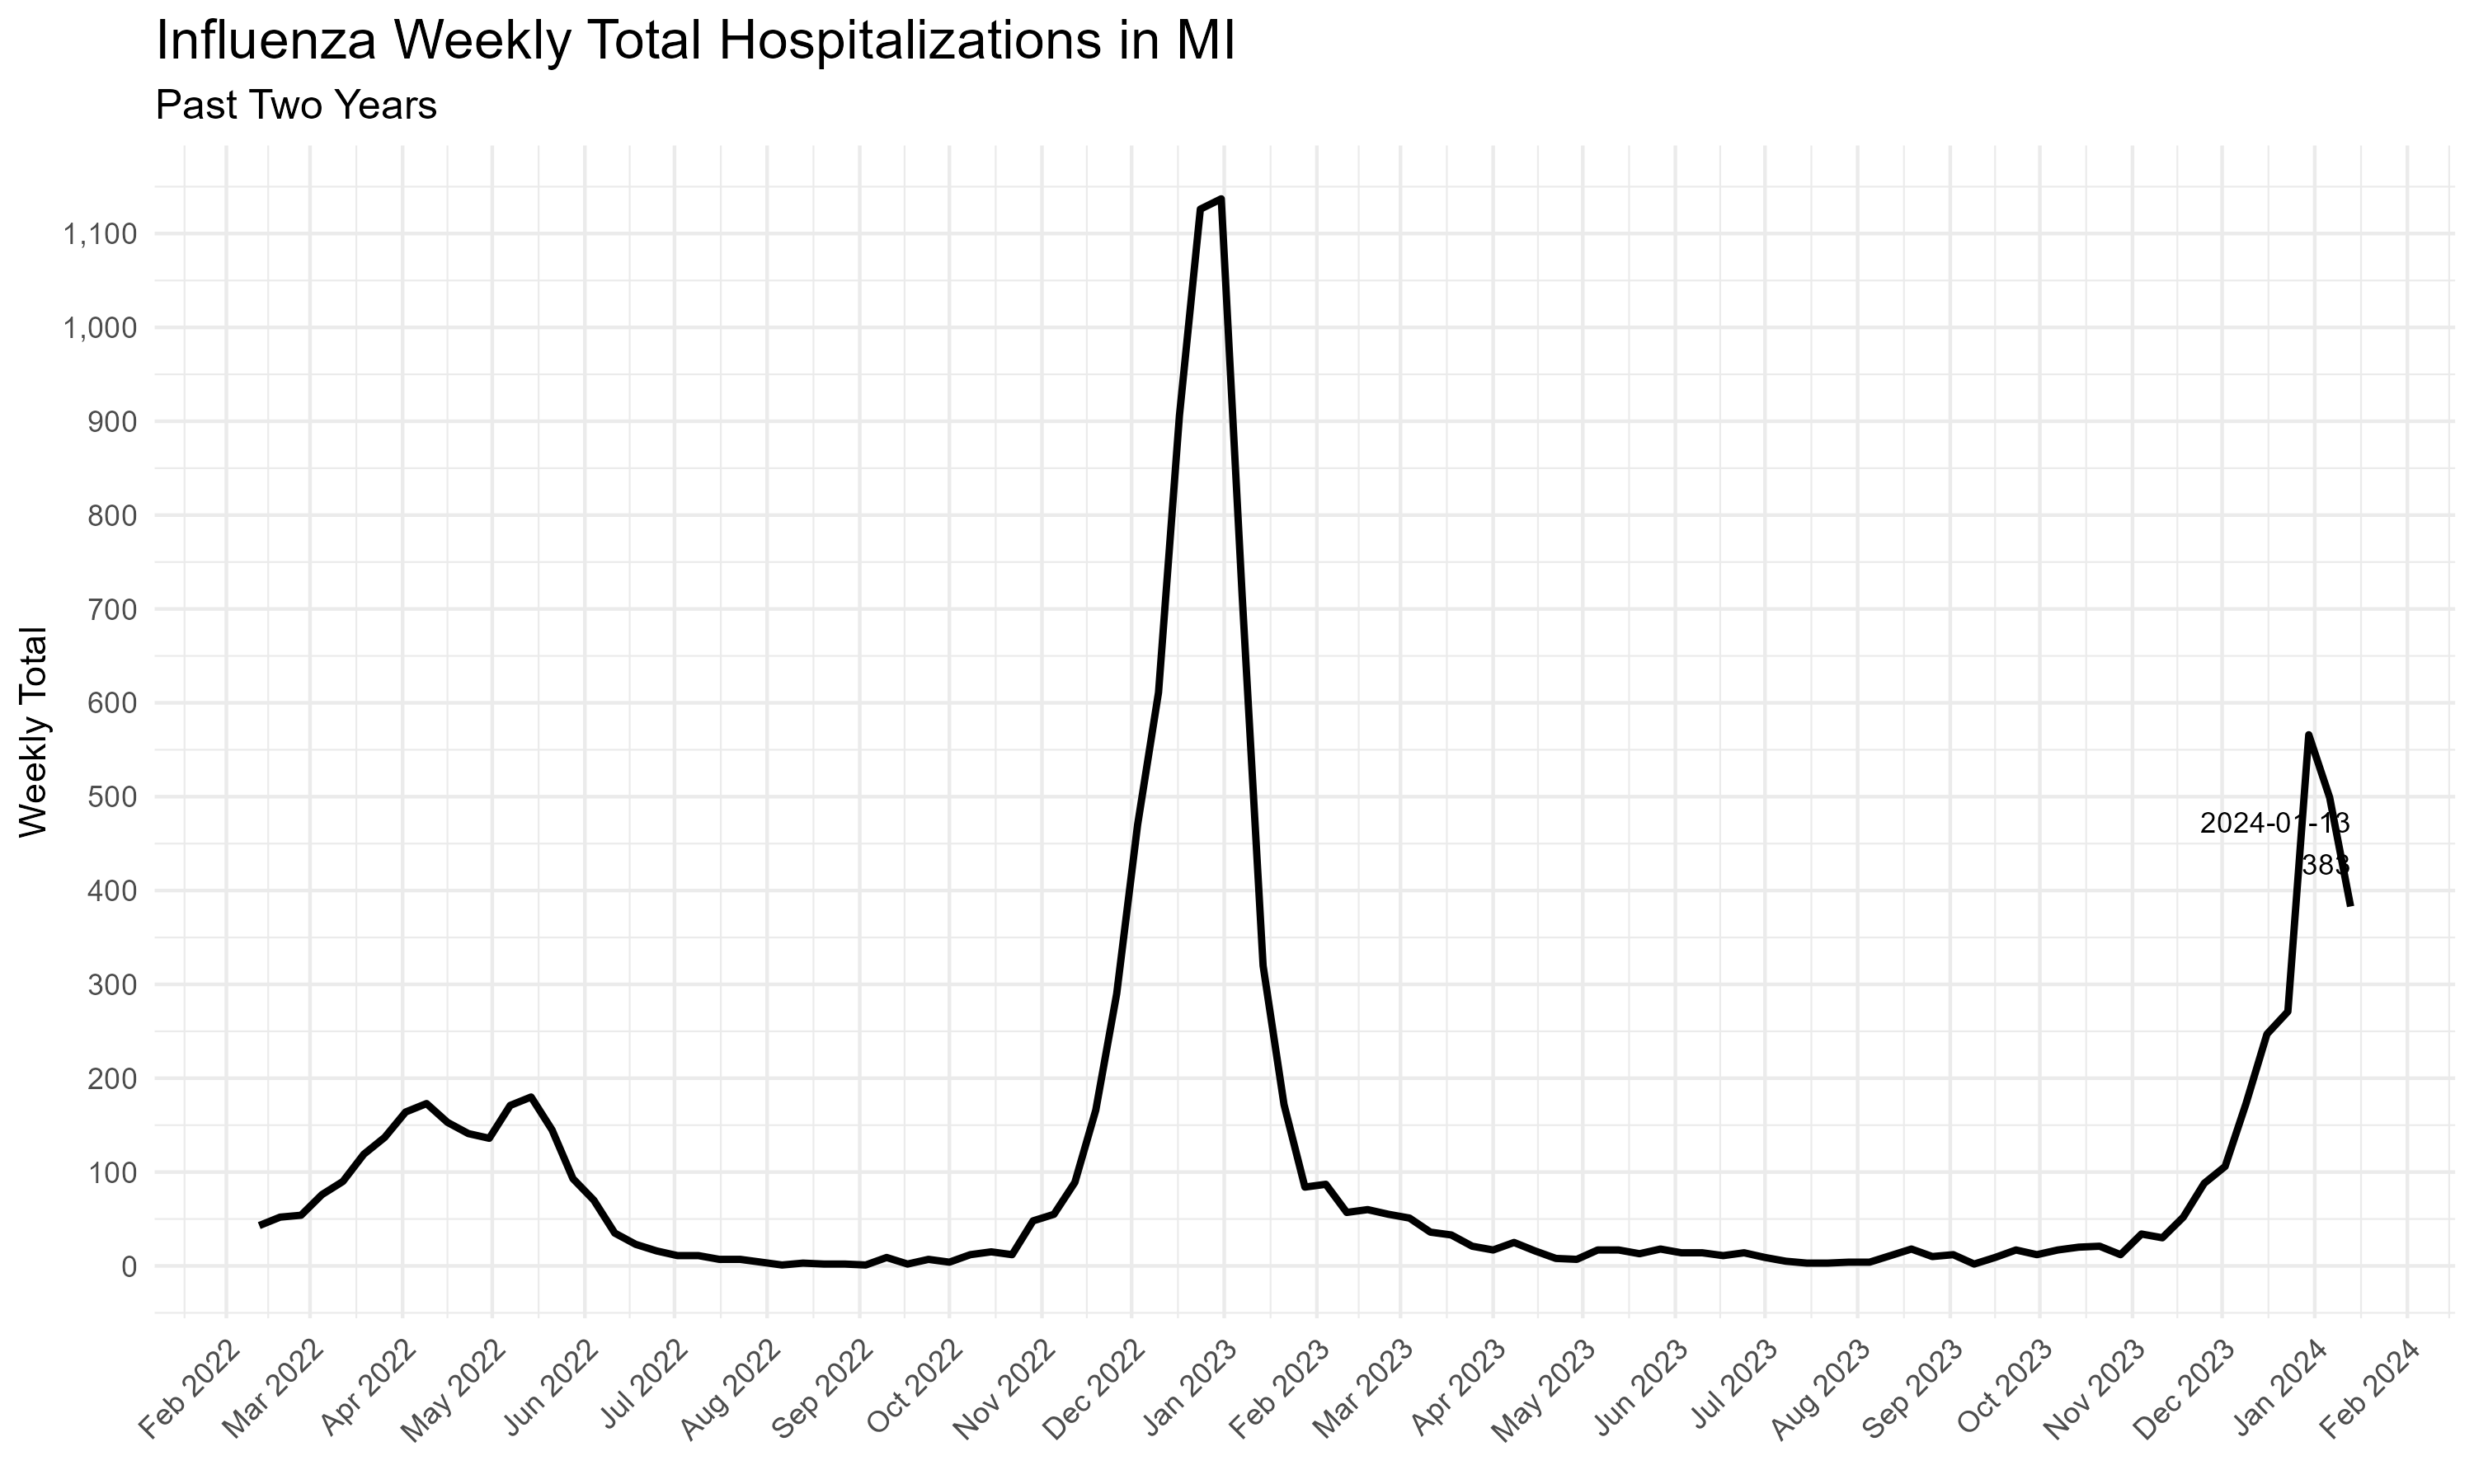 Influenza Weekly Total Hospitalizations in MI
Past Two Years
Weekly Total
1,100
1,000
900
800
700
600
500
400
300
200
100
0
2024-01-13
383
Feb 2022
Mar 2022
Apr 2022
May 2022
Jun 2022
Jul 2022
Aug 2022
Sep 2022
Oct 2022
Nov 2022
Dec 2022
Jan 2023
Feb 2023
Mar 2023
Apr 2023
May 2023
Jun 2023
Jul 2023
Aug 2023
Sep 2023
Oct 2023
Nov 2023
Dec 2023
Jan 2024
Feb 2024